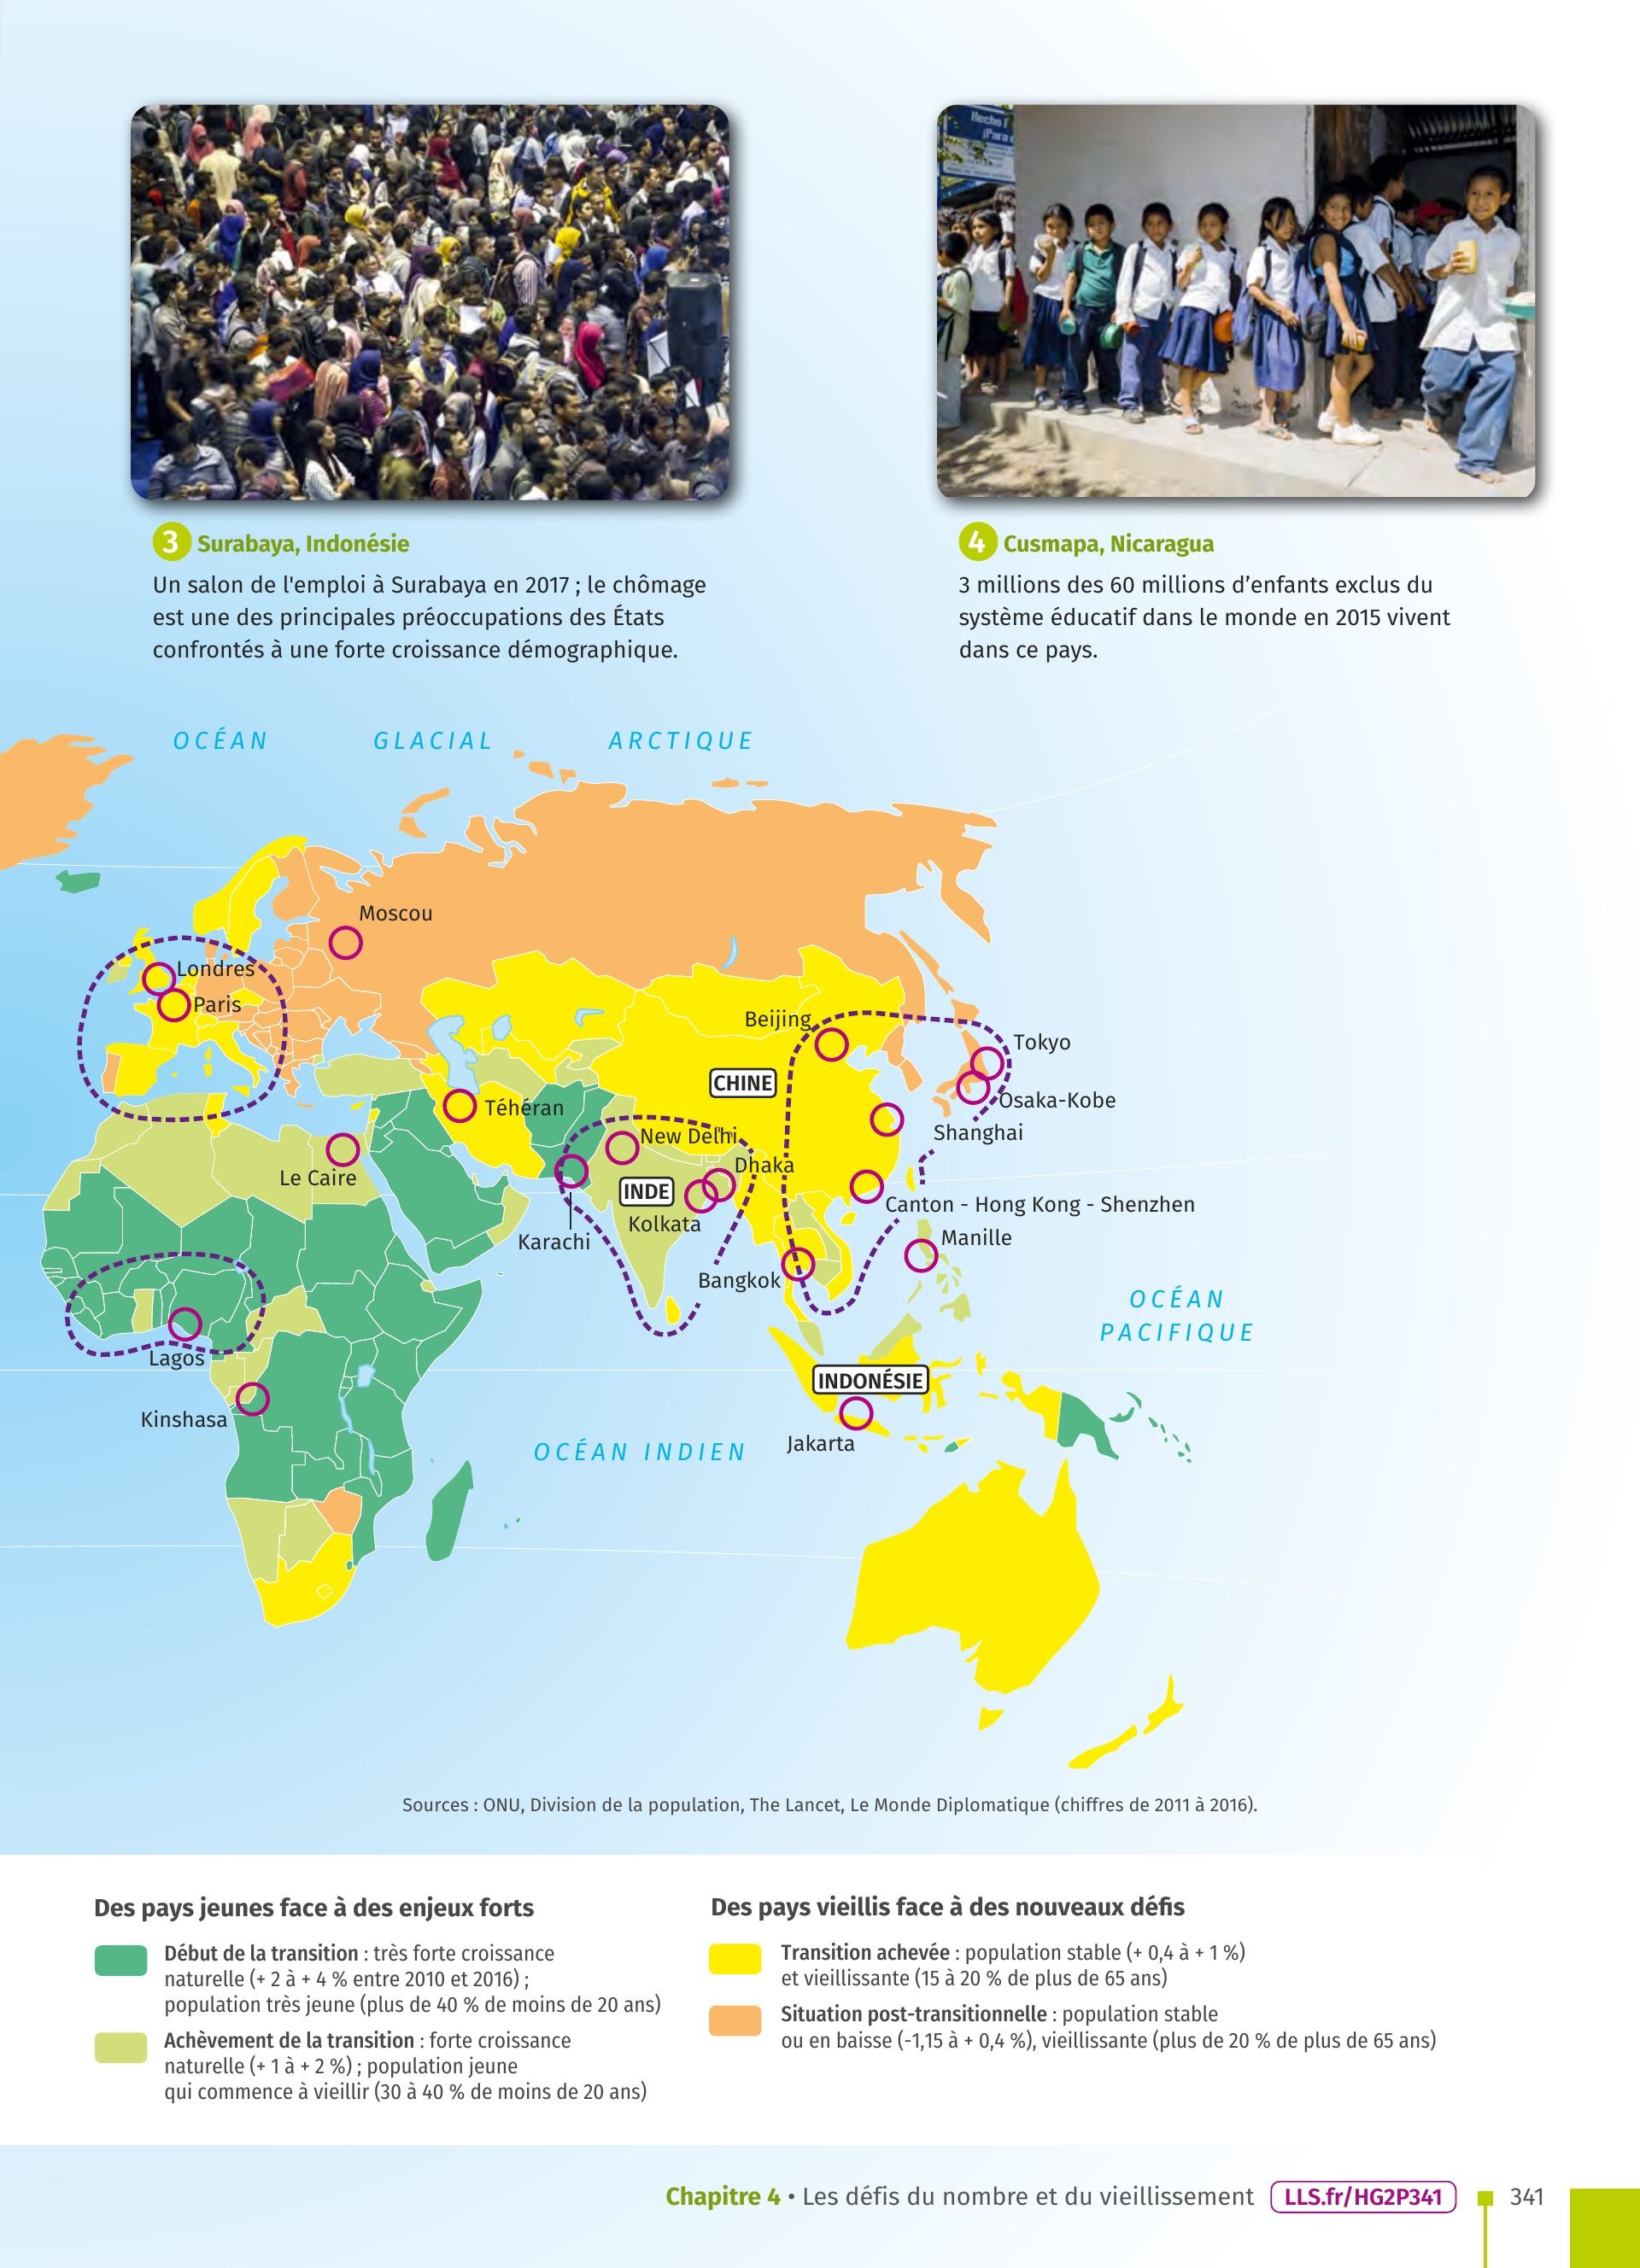 Hecho
¡Para
3 Surabaya, Indonésie
Un salon de l'emploi à Surabaya en 2017 ; le chômage
est une des principales préoccupations des États
confrontés à une forte croissance démographique.
4 Cusmapa, Nicaragua
3 millions des 60 millions d’enfants exclus du
système éducatif dans le monde en 2015 vivent
dans ce pays.
OCÉAN GLACIAL ARCTIQUE
Moscou
Londres
Paris
Beijing
Tokyo
CHINE
Osaka-Kobe
Téhéran
Shanghai
New Delhi
Dhaka
Le Caire
INDE
Canton - Hong Kong - Shenzhen
Kolkata
Manille
Karachi
Bangkok
OCÉAN
PACIFIQUE
Lagos
INDONÉSIE
Kinshasa
Jakarta
OCÉAN INDIEN
Sources : ONU, Division de la population, The Lancet, Le Monde Diplomatique (chiffres de 2011 à 2016).
Des pays jeunes face à des enjeux forts
Début de la transition : très forte croissance
naturelle (+ 2 à + 4 % entre 2010 et 2016) ;
population très jeune (plus de 40 % de moins de 20 ans)
Achèvement de la transition : forte croissance
naturelle (+ 1 à + 2 %) ; population jeune
qui commence à vieillir (30 à 40 % de moins de 20 ans)
Des pays vieillis face à des nouveaux défis
Transition achevée : population stable (+ 0,4 à + 1 %)
et vieillissante (15 à 20 % de plus de 65 ans)
Situation post-transitionnelle : population stable
ou en baisse (-1,15 à + 0,4 %), vieillissante (plus de 20 % de plus de 65 ans)
Chapitre 4 • Les défis du nombre et du vieillissement LLS.fr/HG2P341 341